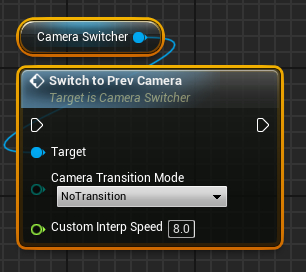 Camera Switcher
Switch to Prev Camera
Target is Camera Switcher
Target
Camera Transition Mode
NoTransition
Custom Interp Speed 8.0